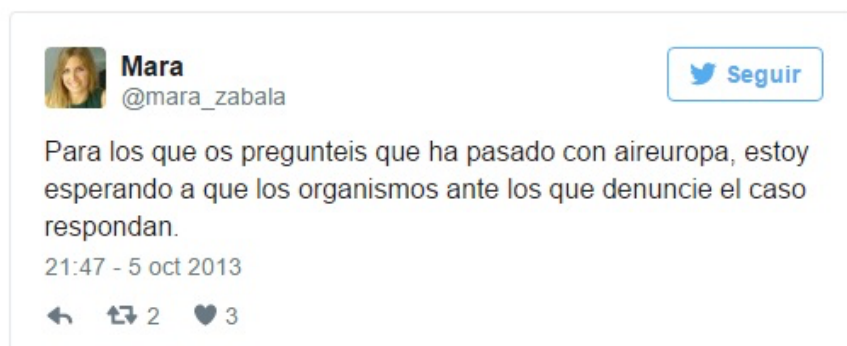 Mara
Seguir
@mara_zabala
Para los que os pregunteis que ha pasado con aireuropa, estoy
esperando a que los organismos ante los que denuncie el caso
respondan.
21:47 - 5 oct 2013
2 3